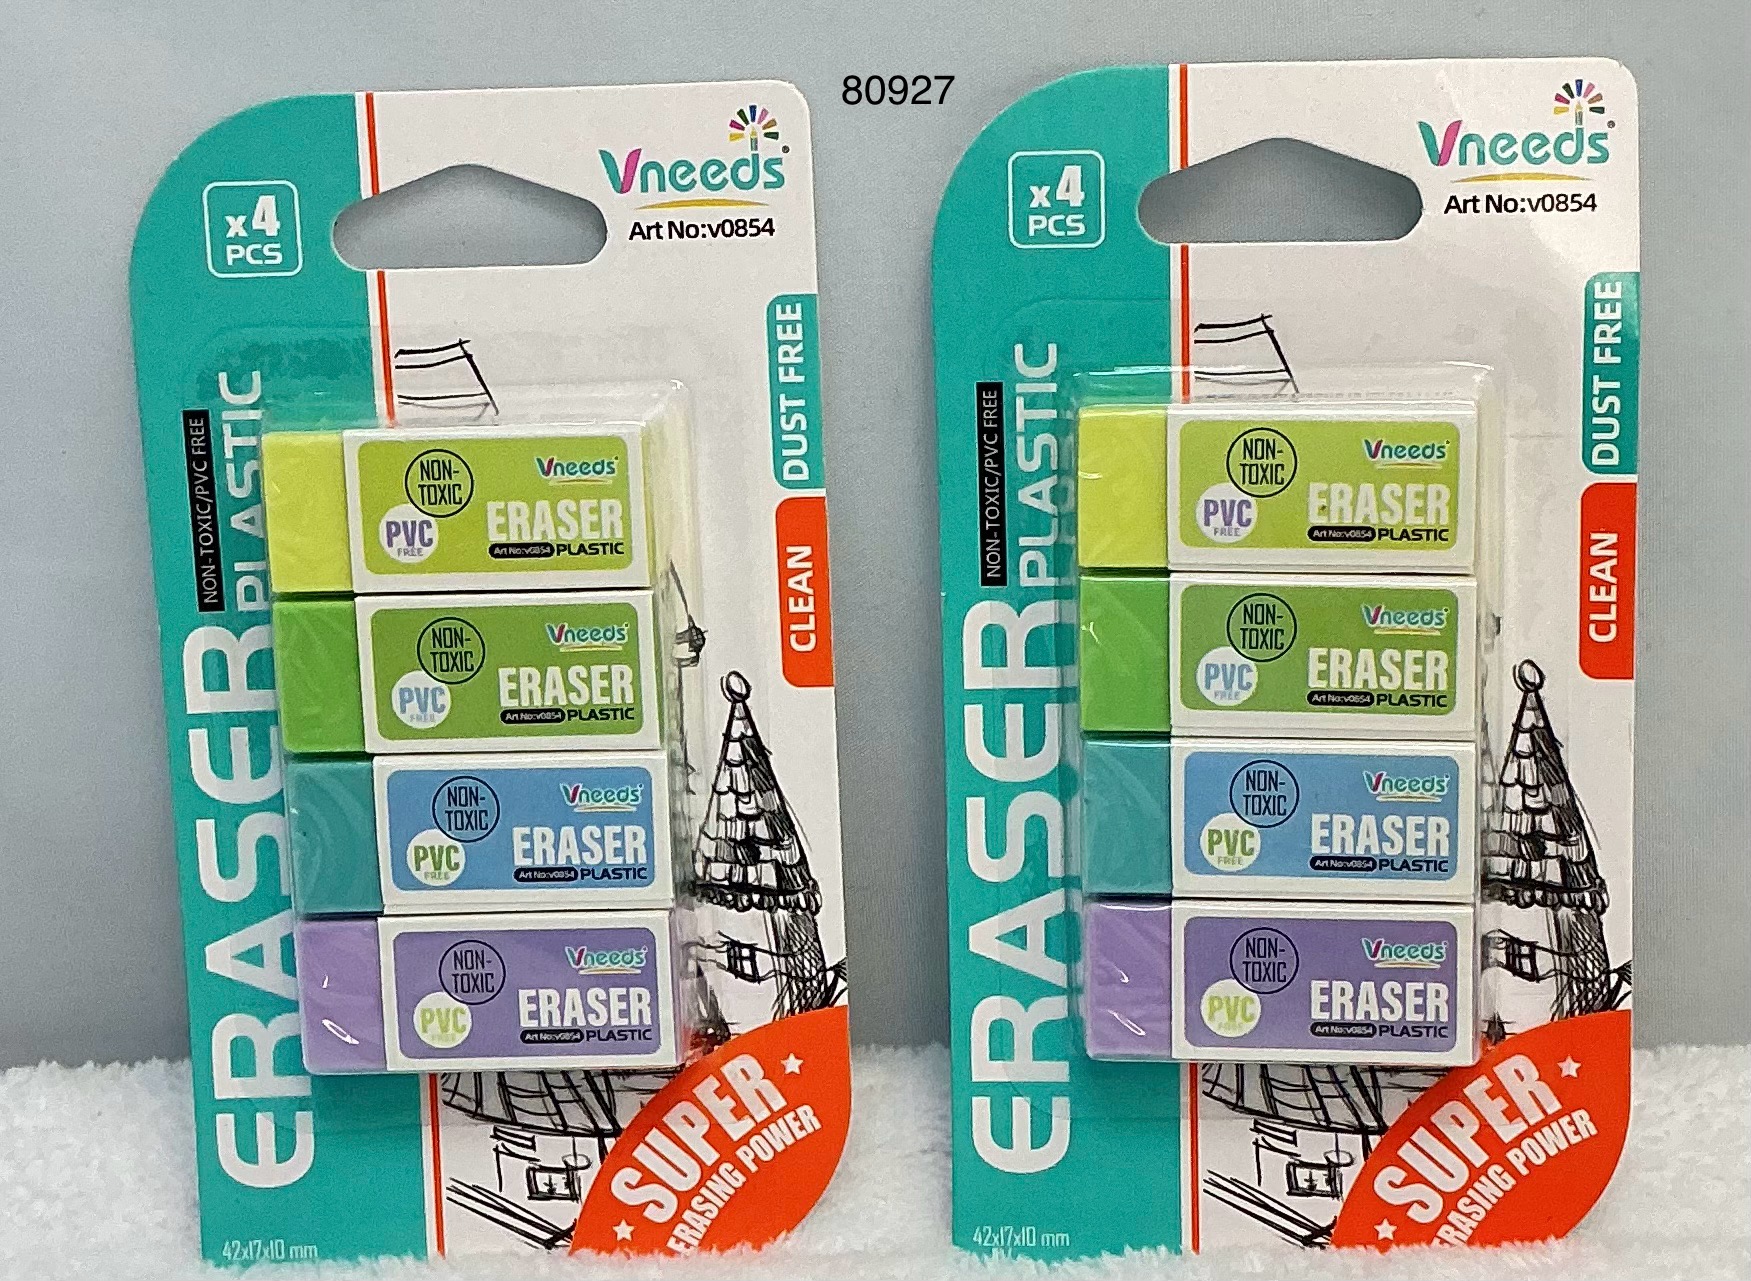 80927
x4
PCS
Vneeds
Art No:v0854
DUST FREE
CLEAN
NON-TOXIC/PVC FREE
ERASER
PLASTIC
NON-
TOXIC
PVC
FREE
Vneeds
ERASER
Art No:v0854 PLASTIC
NON-
TOXIC
PVC
FREE
Vneeds
ERASER
Art No:v0854 PLASTIC
NON-
TOXIC
PVC
FREE
Vneeds
ERASER
Art No:v0854 PLASTIC
NON-
TOXIC
PVC
FREE
Vneeds
ERASER
Art No:v0854 PLASTIC
SUPER
ERASING POWER
42x17x10 mm
x4
PCS
Vneeds
Art No:v0854
DUST FREE
CLEAN
NON-TOXIC/PVC FREE
ERASER
PLASTIC
NON-
TOXIC
PVC
FREE
Vneeds
ERASER
Art No:v0854 PLASTIC
NON-
TOXIC
PVC
FREE
Vneeds
ERASER
Art No:v0854 PLASTIC
NON-
TOXIC
PVC
FREE
Vneeds
ERASER
Art No:v0854 PLASTIC
NON-
TOXIC
PVC
FREE
Vneeds
ERASER
Art No:v0854 PLASTIC
SUPER
ERASING POWER
42x17x10 mm